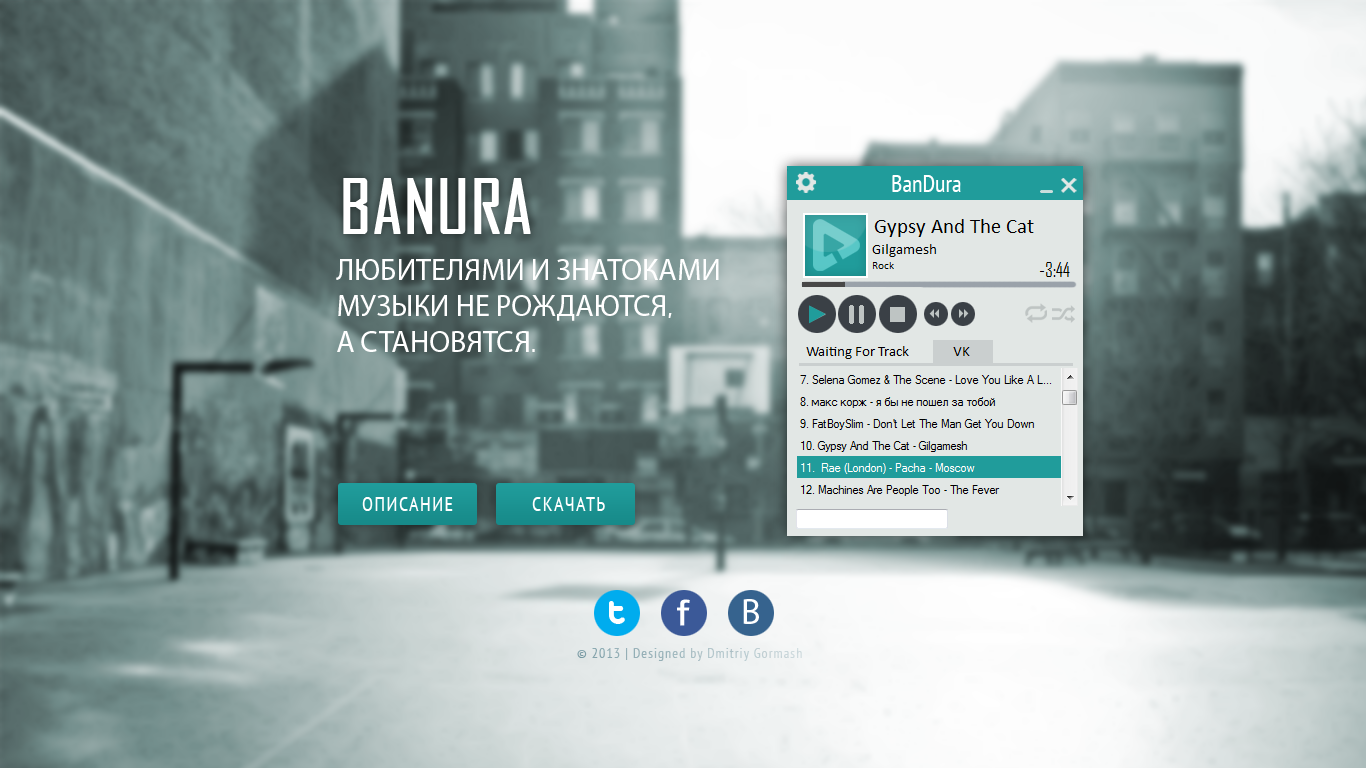 BANURA
ЛЮБИТЕЛЯМИ И ЗНАТОКАМИ
МУЗЫКИ НЕ РОЖДАЮТСЯ,
А СТАНОВЯТСЯ.
ОПИСАНИЕ
СКАЧАТЬ
BanDura
Gypsy And The Cat
Gilgamesh
Rock
-3:44
Waiting For Track
VK
7. Selena Gomez & The Scene - Love You Like A L...
8. макс корж - я бы не пошел за тобой
9. FatBoySlim - Don't Let The Man Get You Down
10. Gypsy And The Cat - Gilgamesh
11. Rae (London) - Pacha - Moscow
12. Machines Are People Too - The Fever
t f B
© 2013 | Designed by Dmitriy Gormash